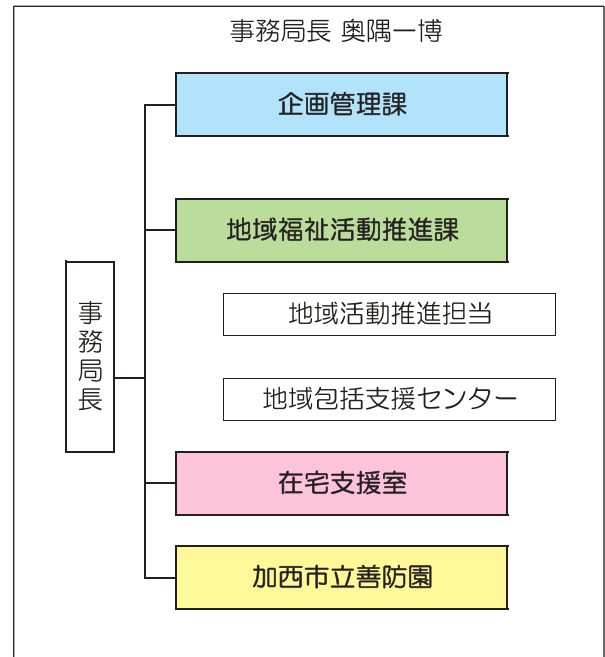 事務局長 奥隅一博
企画管理課
地域福祉活動推進課
事務局長
地域活動推進担当
地域包括支援センター
在宅支援室
加西市立善防園